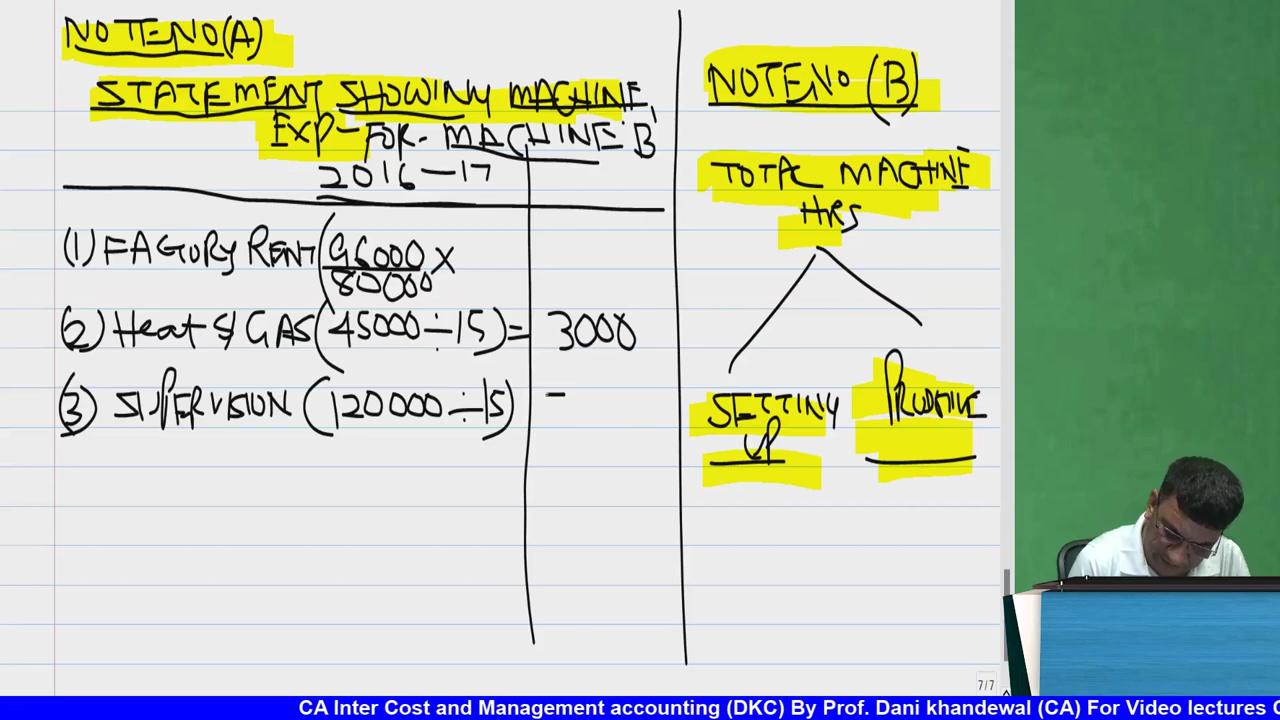 NOTE NO (A)
STATEMENT SHOWING MACHINE
EXP- FOR- MACHINE 'B'
2016-17
(1) FACTORY RENT (96000 ×
80000
(2) Heat & GAS (45000 ÷ 15) = 3000
(3) SUPERVISION (120000 ÷ 15) =
NOTE NO (B)
TOTAL MACHINE
HRS
SETTING
UP
7/7
CA Inter Cost and Management accounting (DKC) By Prof. Dani khandewal (CA) For Video lectures